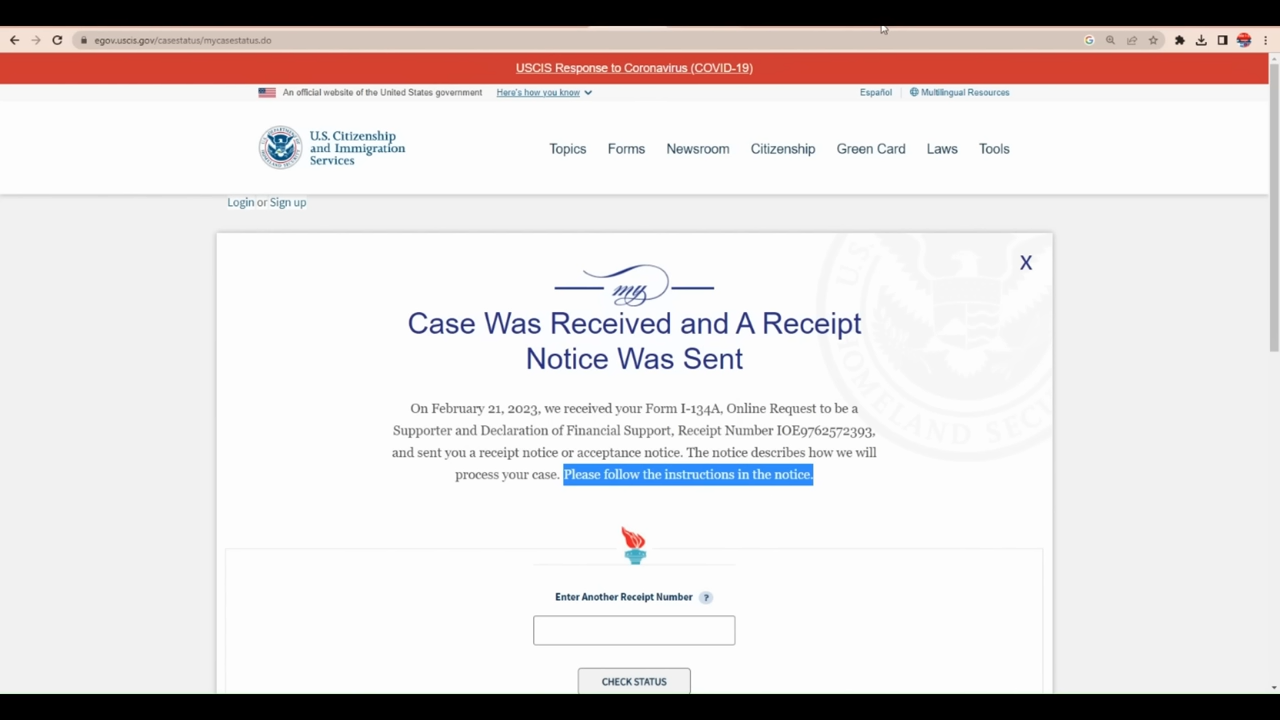 egov.uscis.gov/casestatus/mycasestatus.do
USCIS Response to Coronavirus (COVID-19)
An official website of the United States government Here's how you know
Español Multilingual Resources
U.S. Citizenship
and Immigration
Services
Topics Forms Newsroom Citizenship Green Card Laws Tools
Login or Sign up
X
my
Case Was Received and A Receipt
Notice Was Sent
On February 21, 2023, we received your Form I-134A, Online Request to be a
Supporter and Declaration of Financial Support, Receipt Number IOE9762572393,
and sent you a receipt notice or acceptance notice. The notice describes how we will
process your case. Please follow the instructions in the notice.
Enter Another Receipt Number ?
CHECK STATUS